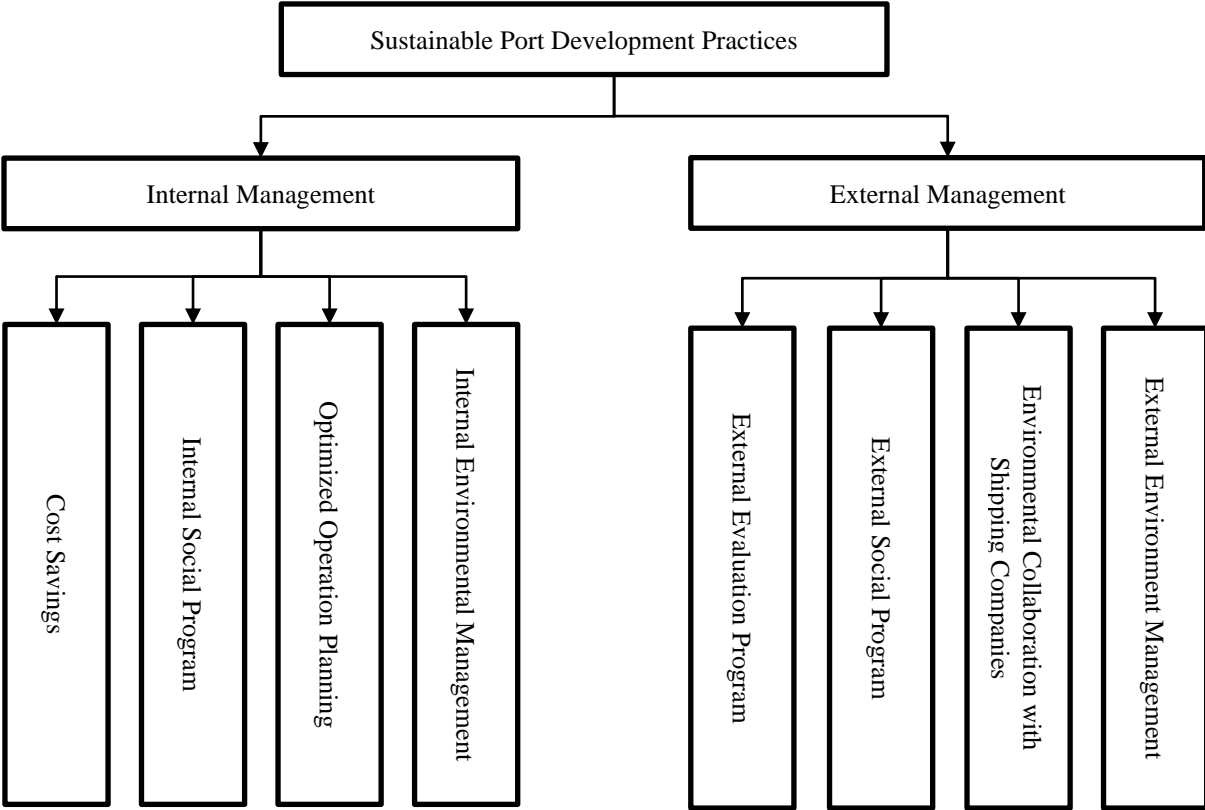 Sustainable Port Development Practices
Internal Management
External Management
Cost Savings
Internal Social Program
Optimized Operation Planning
Internal Environmental Management
External Evaluation Program
External Social Program
Environmental Collaboration with
Shipping Companies
External Environment Management